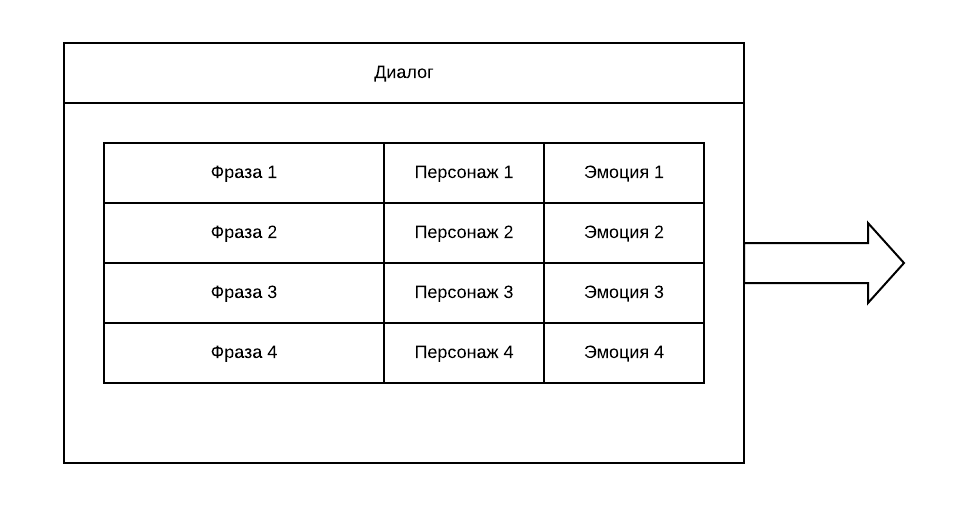 Диалог
Фраза 1 Персонаж 1 Эмоция 1
Фраза 2 Персонаж 2 Эмоция 2
Фраза 3 Персонаж 3 Эмоция 3
Фраза 4 Персонаж 4 Эмоция 4